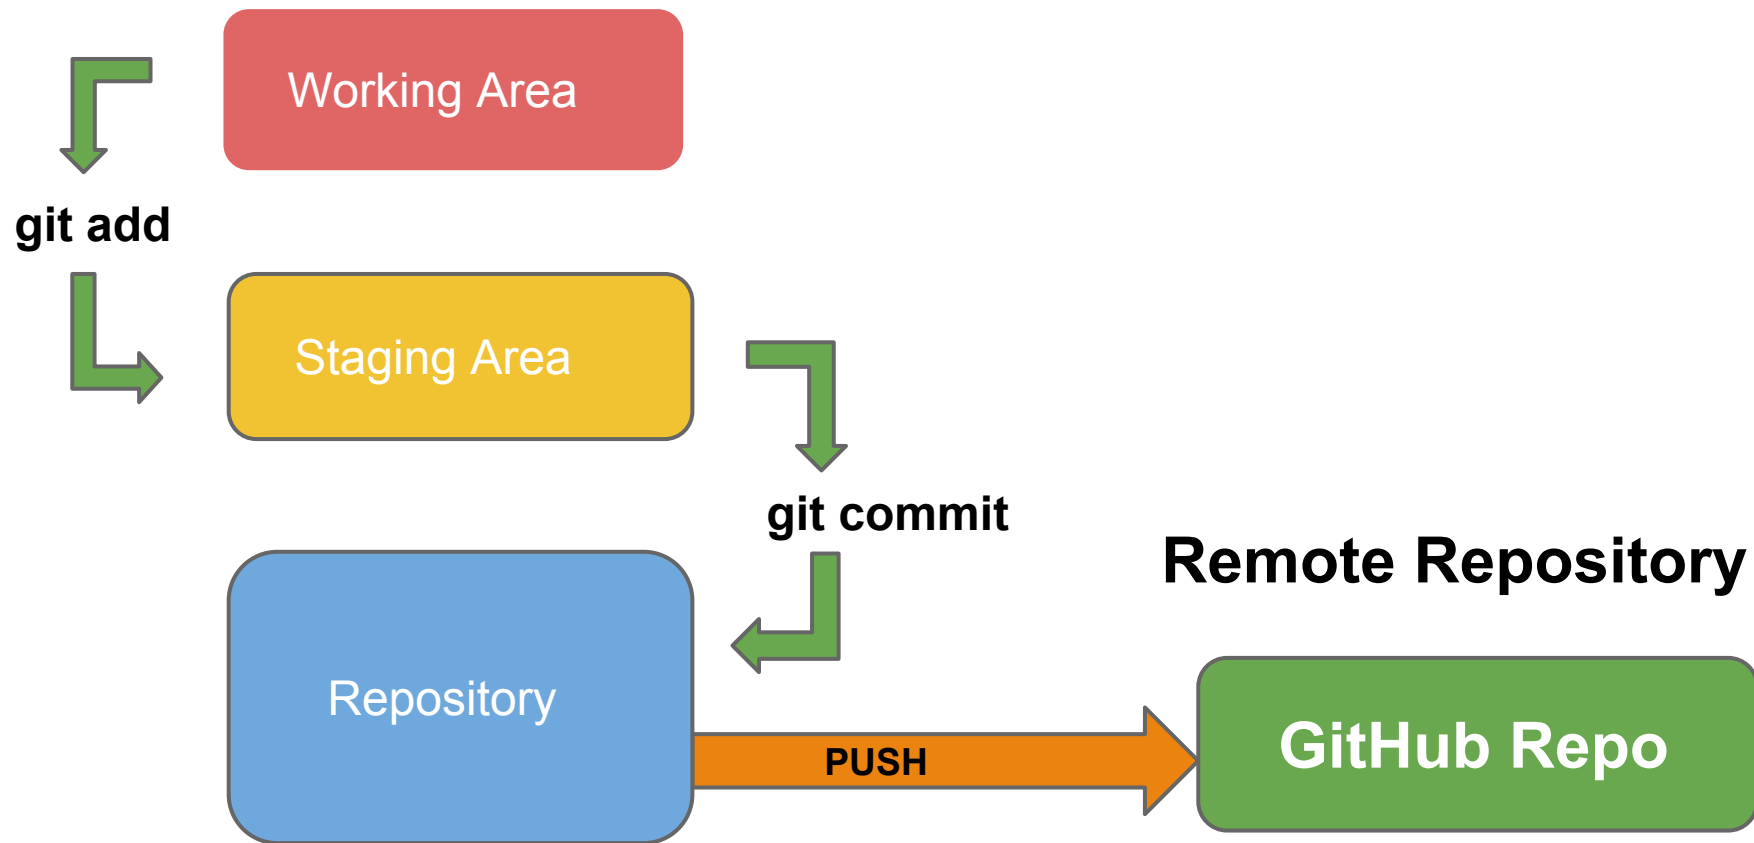 Working Area
git add
Staging Area
git commit
Remote Repository
Repository
PUSH
GitHub Repo